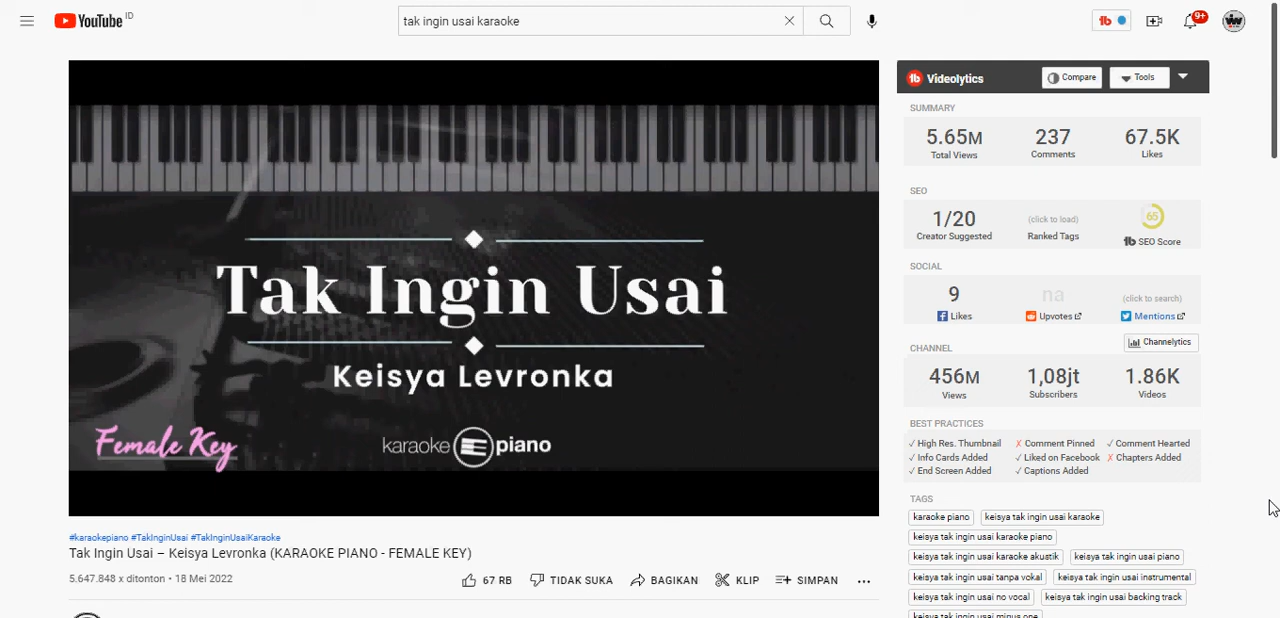 YouTube ID
tak ingin usai karaoke
9+
Tak Ingin Usai
Keisya Levronka
Female Key
karaoke piano
#karaokepiano #TakInginUsai #TakInginUsaiKaraoke
Tak Ingin Usai – Keisya Levronka (KARAOKE PIANO - FEMALE KEY)
5.647.848 x ditonton • 18 Mei 2022
67 RB TIDAK SUKA BAGIKAN KLIP SIMPAN
Videolytics Compare Tools
SUMMARY
5.65M 237 67.5K
Total Views Comments Likes
SEO
1/20 (click to load) 65
Creator Suggested Ranked Tags tb SEO Score
SOCIAL
9 na (click to search)
Likes Upvotes Mentions
CHANNEL Channelytics
456M 1,08jt 1.86K
Views Subscribers Videos
BEST PRACTICES
✓ High Res. Thumbnail ✗ Comment Pinned ✓ Comment Hearted
✓ Info Cards Added ✓ Liked on Facebook ✗ Chapters Added
✓ End Screen Added ✓ Captions Added
TAGS
karaoke piano keisya tak ingin usai karaoke
keisya tak ingin usai karaoke piano
keisya tak ingin usai karaoke akustik keisya tak ingin usai piano
keisya tak ingin usai tanpa vokal keisya tak ingin usai instrumental
keisya tak ingin usai no vocal keisya tak ingin usai backing track
keisya tak ingin usai minus one